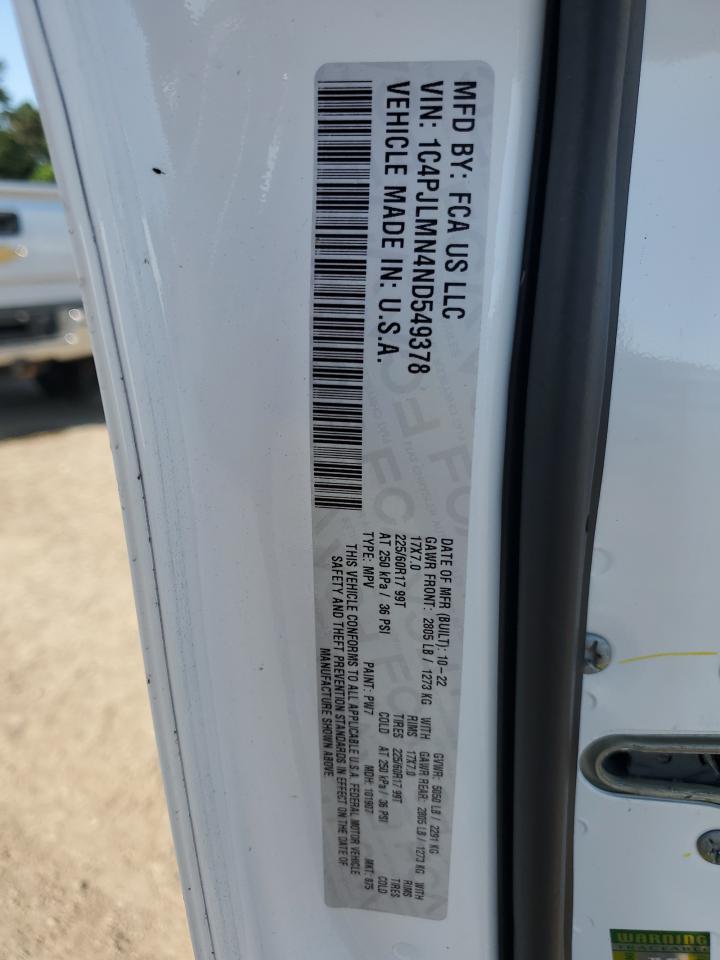 MFD BY: FCA US LLC
VIN: 1C4PJLMN4ND549378
VEHICLE MADE IN: U.S.A.
DATE OF MFR (BUILT): 10-22 GVWR: 5050 LB / 2291 KG
GAWR FRONT: 2805 LB / 1273 KG WITH GAWR REAR: 2805 LB / 1273 KG WITH
17X7.0 RIMS 17X7.0 RIMS
225/60R17 99T TIRES 225/60R17 99T TIRES
AT 250 kPa / 36 PSI COLD AT 250 kPa / 36 PSI COLD
TYPE: MPV PAINT: PW7 MDH: 101907 MKT: 875
THIS VEHICLE CONFORMS TO ALL APPLICABLE U.S.A. FEDERAL MOTOR VEHICLE
SAFETY AND THEFT PREVENTION STANDARDS IN EFFECT ON THE DATE OF
MANUFACTURE SHOWN ABOVE.
WARNING